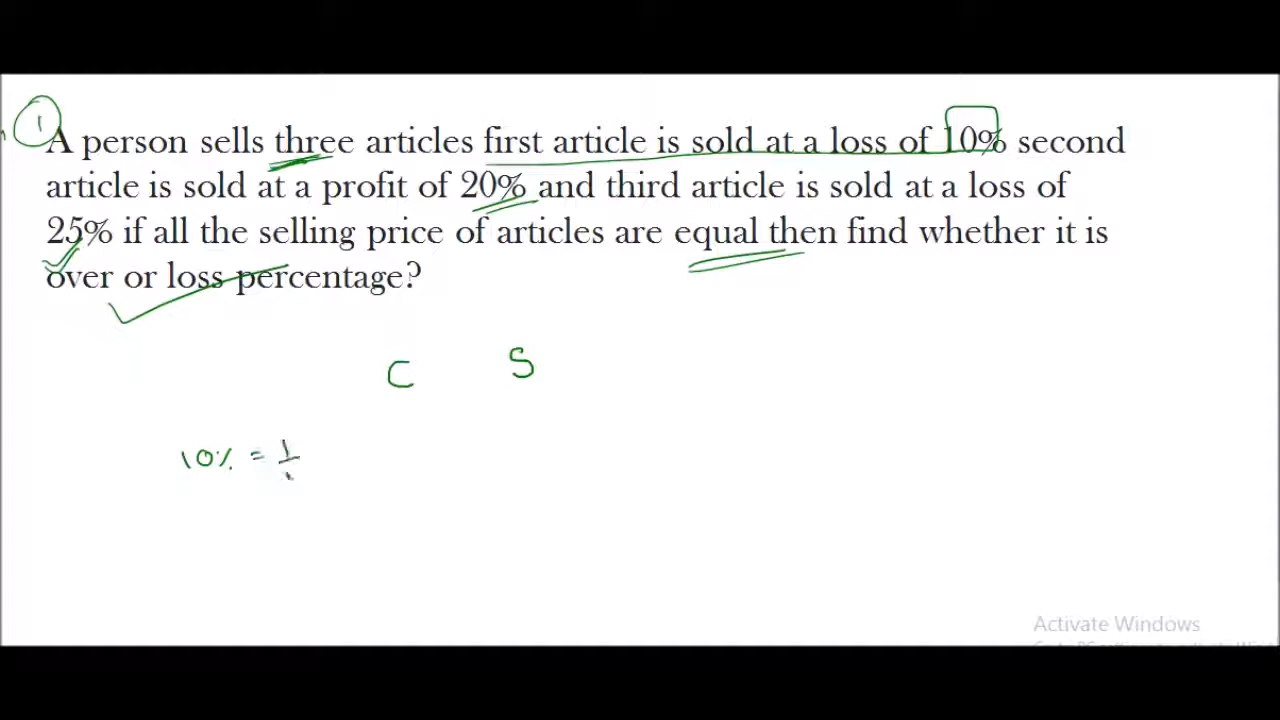 1
A person sells three articles first article is sold at a loss of 10% second
article is sold at a profit of 20% and third article is sold at a loss of
25% if all the selling price of articles are equal then find whether it is
over or loss percentage?
C S
10% = 1/
Activate Windows